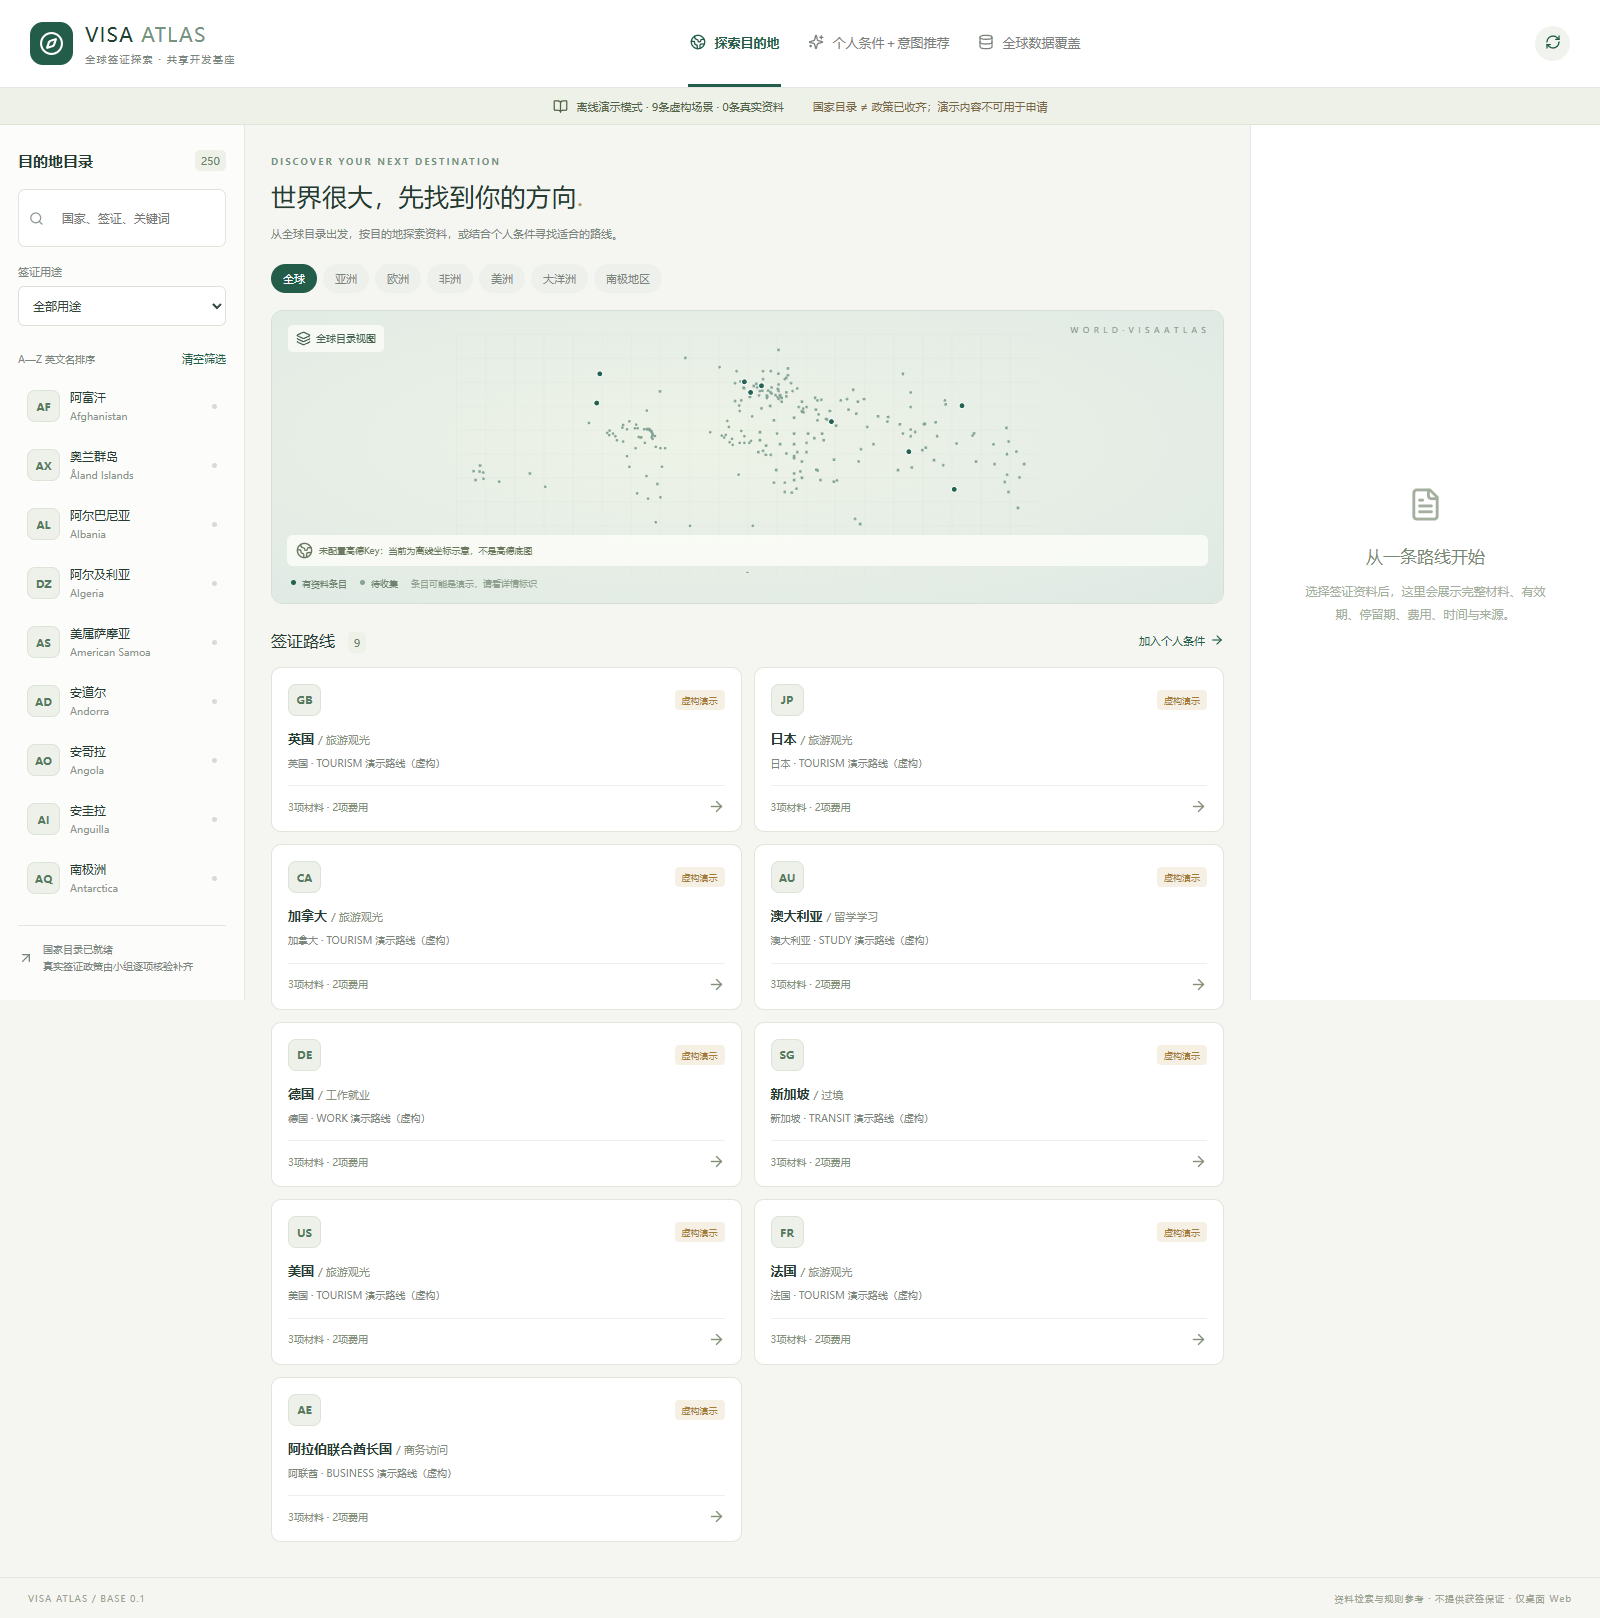 VISA ATLAS
全球签证探索 · 共享开发基座
探索目的地
个人条件 + 意图推荐
全球数据覆盖
离线演示模式 · 9条虚构场景 · 0条真实资料
国家目录 ≠ 政策已收齐；演示内容不可用于申请
目的地目录
250
国家、签证、关键词
签证用途
全部用途
A—Z 英文名排序
清空筛选
AF
阿富汗
Afghanistan
AX
奥兰群岛
Åland Islands
AL
阿尔巴尼亚
Albania
DZ
阿尔及利亚
Algeria
AS
美属萨摩亚
American Samoa
AD
安道尔
Andorra
AO
安哥拉
Angola
AI
安圭拉
Anguilla
AQ
南极洲
Antarctica
国家目录已就绪
真实签证政策由小组逐项核验补齐
DISCOVER YOUR NEXT DESTINATION
世界很大，先找到你的方向.
从全球目录出发，按目的地探索资料，或结合个人条件寻找适合的路线。
全球
亚洲
欧洲
非洲
美洲
大洋洲
南极地区
全球目录视图
WORLD·VISAATLAS
未配置高德Key：当前为离线坐标示意，不是高德底图
有资料条目
待收集
条目可能是演示，请看详情标识
签证路线
9
加入个人条件
GB
虚构演示
英国 / 旅游观光
英国 · TOURISM 演示路线（虚构）
3项材料 · 2项费用
JP
虚构演示
日本 / 旅游观光
日本 · TOURISM 演示路线（虚构）
3项材料 · 2项费用
CA
虚构演示
加拿大 / 旅游观光
加拿大 · TOURISM 演示路线（虚构）
3项材料 · 2项费用
AU
虚构演示
澳大利亚 / 留学学习
澳大利亚 · STUDY 演示路线（虚构）
3项材料 · 2项费用
DE
虚构演示
德国 / 工作就业
德国 · WORK 演示路线（虚构）
3项材料 · 2项费用
SG
虚构演示
新加坡 / 过境
新加坡 · TRANSIT 演示路线（虚构）
3项材料 · 2项费用
US
虚构演示
美国 / 旅游观光
美国 · TOURISM 演示路线（虚构）
3项材料 · 2项费用
FR
虚构演示
法国 / 旅游观光
法国 · TOURISM 演示路线（虚构）
3项材料 · 2项费用
AE
虚构演示
阿拉伯联合酋长国 / 商务访问
阿联酋 · BUSINESS 演示路线（虚构）
3项材料 · 2项费用
从一条路线开始
选择签证资料后，这里会展示完整材料、有效
期、停留期、费用、时间与来源。
VISA ATLAS / BASE 0.1
资料检索与规则参考 · 不提供获签保证 · 仅桌面 Web